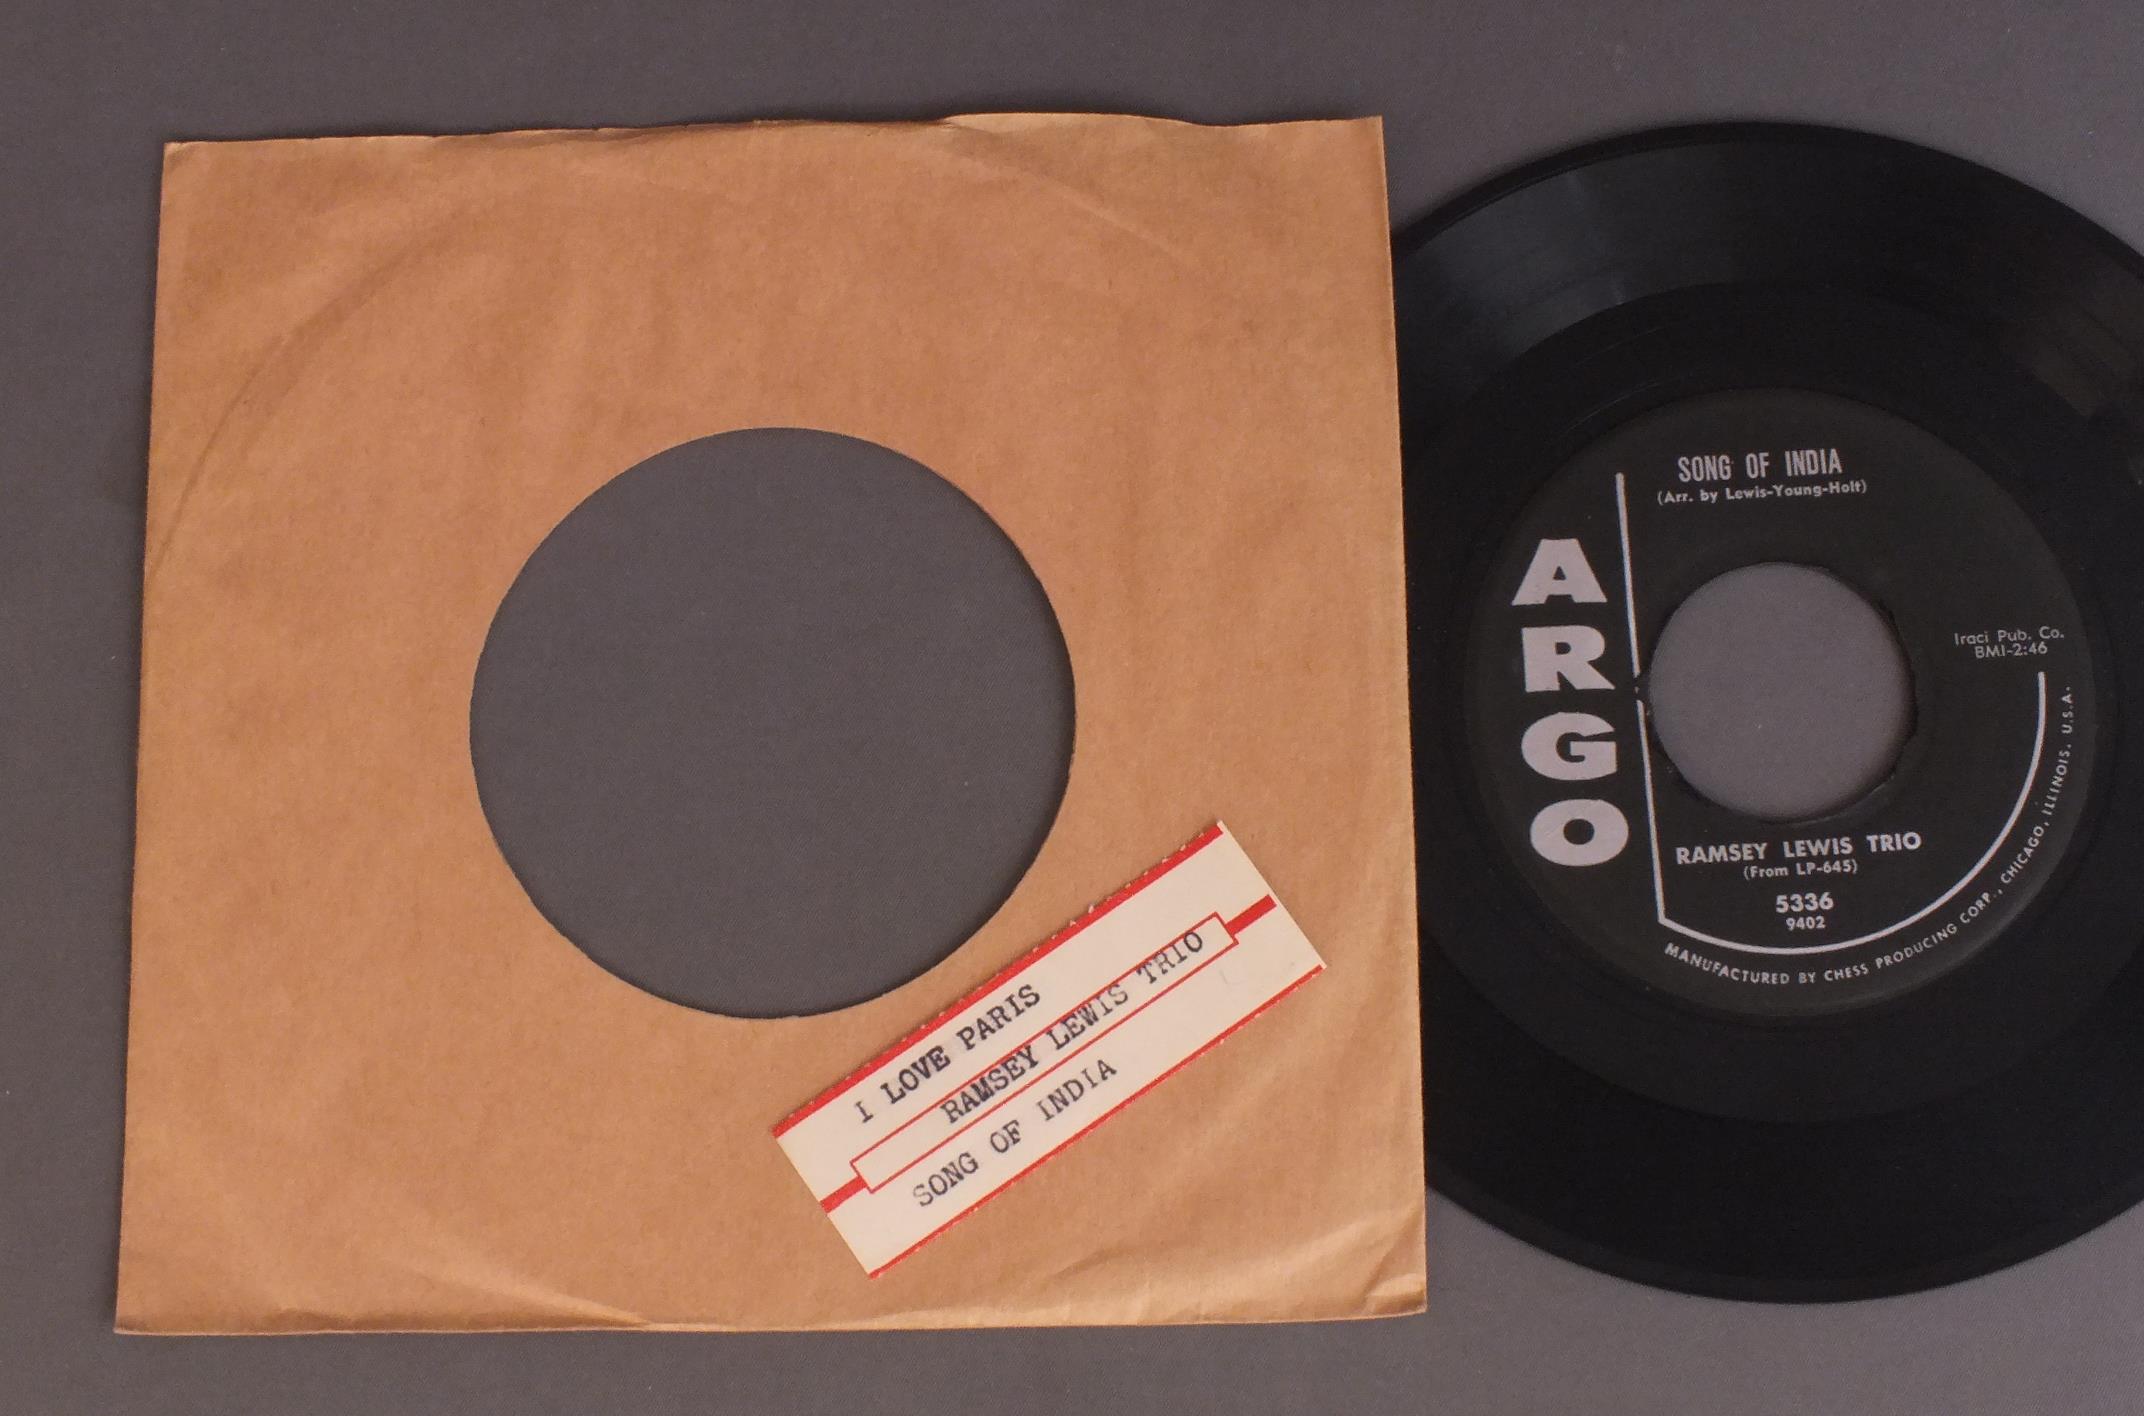 I LOVE PARIS
RAMSEY LEWIS TRIO
SONG OF INDIA
SONG OF INDIA
(Arr. by Lewis-Young-Holt)
ARGO
Iraci Pub. Co.
BMI-2:46
RAMSEY LEWIS TRIO
(From LP-645)
5336
9402
MANUFACTURED BY CHESS PRODUCING CORP., CHICAGO, ILLINOIS. U.S.A.